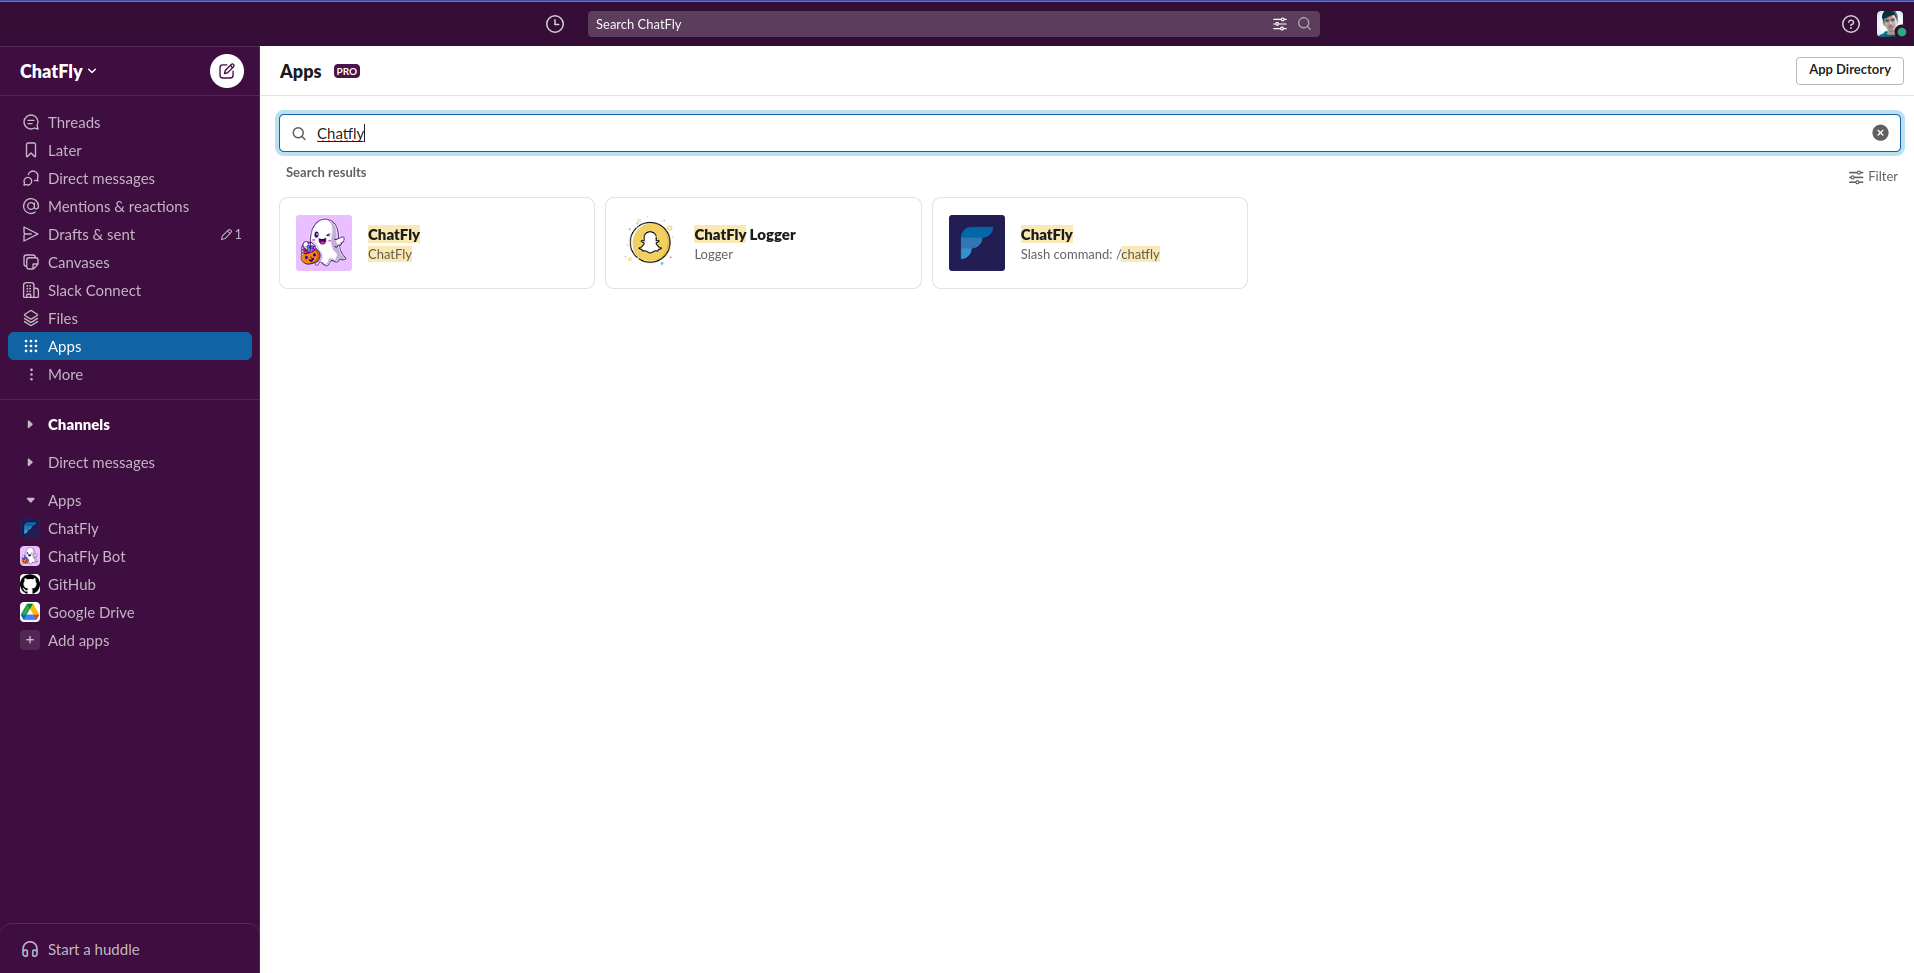 Search ChatFly
ChatFly
Threads
Later
Direct messages
Mentions & reactions
Drafts & sent 1
Canvases
Slack Connect
Files
Apps
More
Channels
Direct messages
Apps
ChatFly
ChatFly Bot
GitHub
Google Drive
Add apps
Start a huddle
Apps PRO
App Directory
Chatfly
Search results
Filter
ChatFly
ChatFly
ChatFly Logger
Logger
ChatFly
Slash command: /chatfly